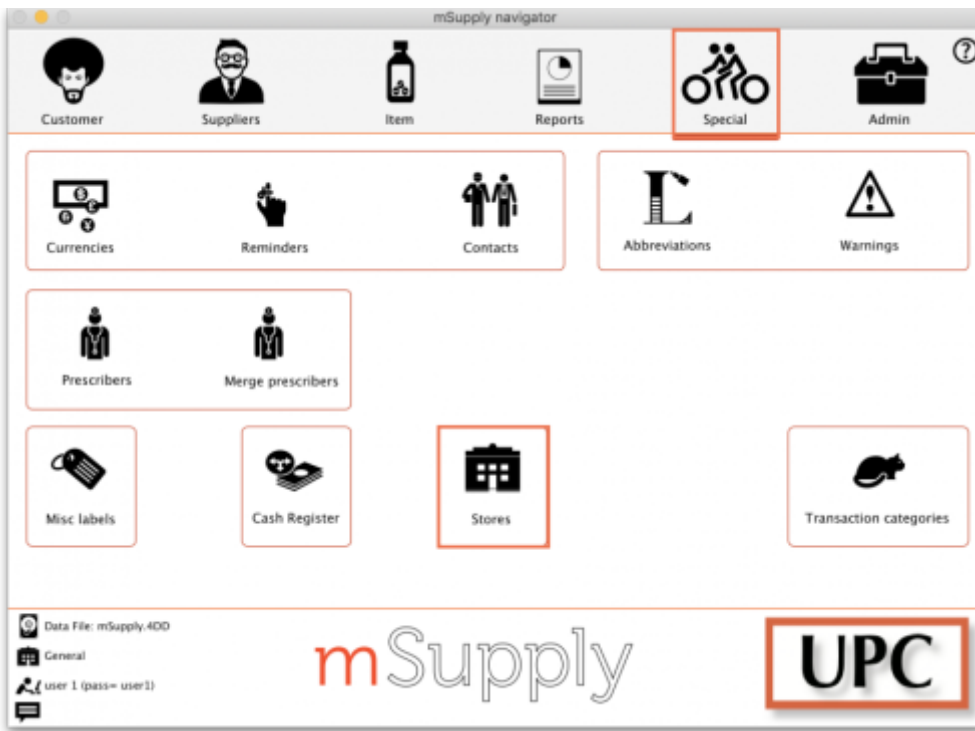 mSupply navigator
Customer Suppliers Item Reports Special Admin ?
Currencies Reminders Contacts Abbreviations Warnings
Prescribers Merge prescribers
Misc labels Cash Register Stores Transaction categories
Data File: mSupply.4DD
General
user 1 (pass= user1)
mSupply
UPC